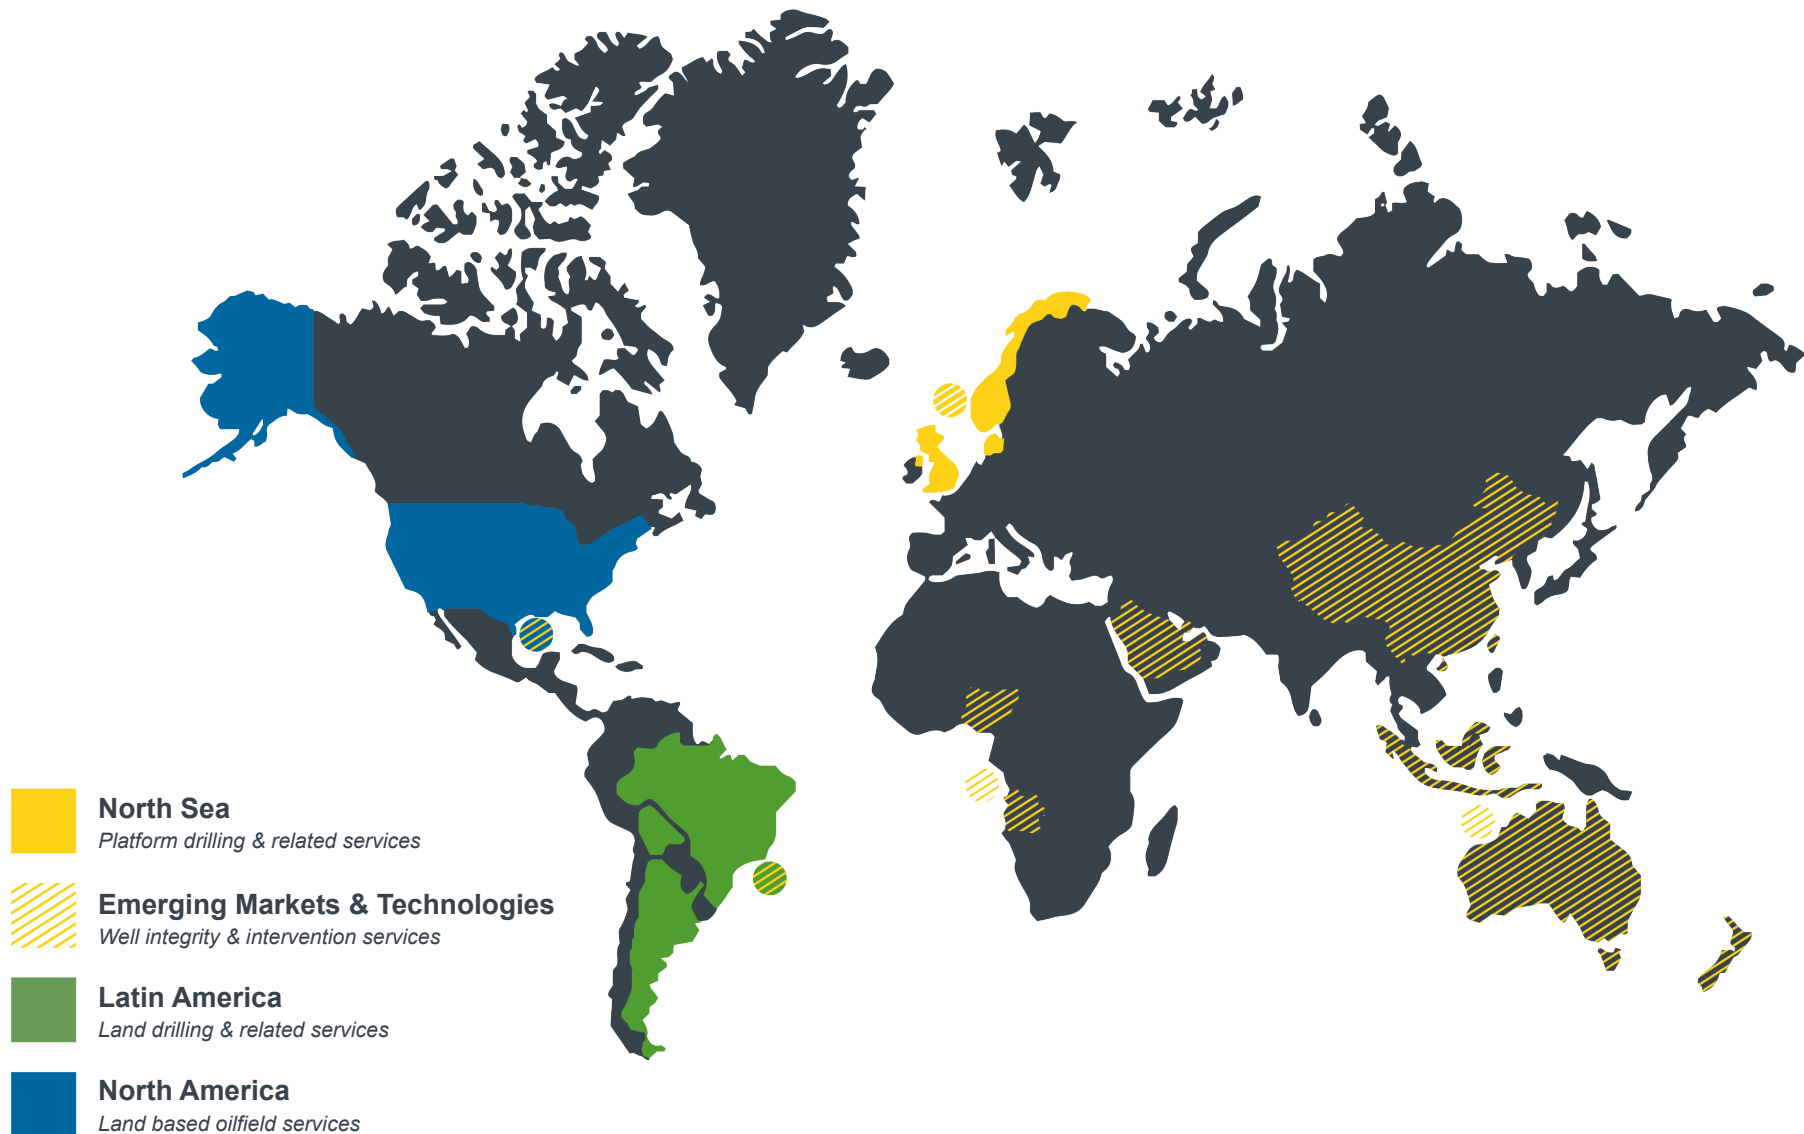 North Sea
Platform drilling & related services
Emerging Markets & Technologies
Well integrity & intervention services
Latin America
Land drilling & related services
North America
Land based oilfield services